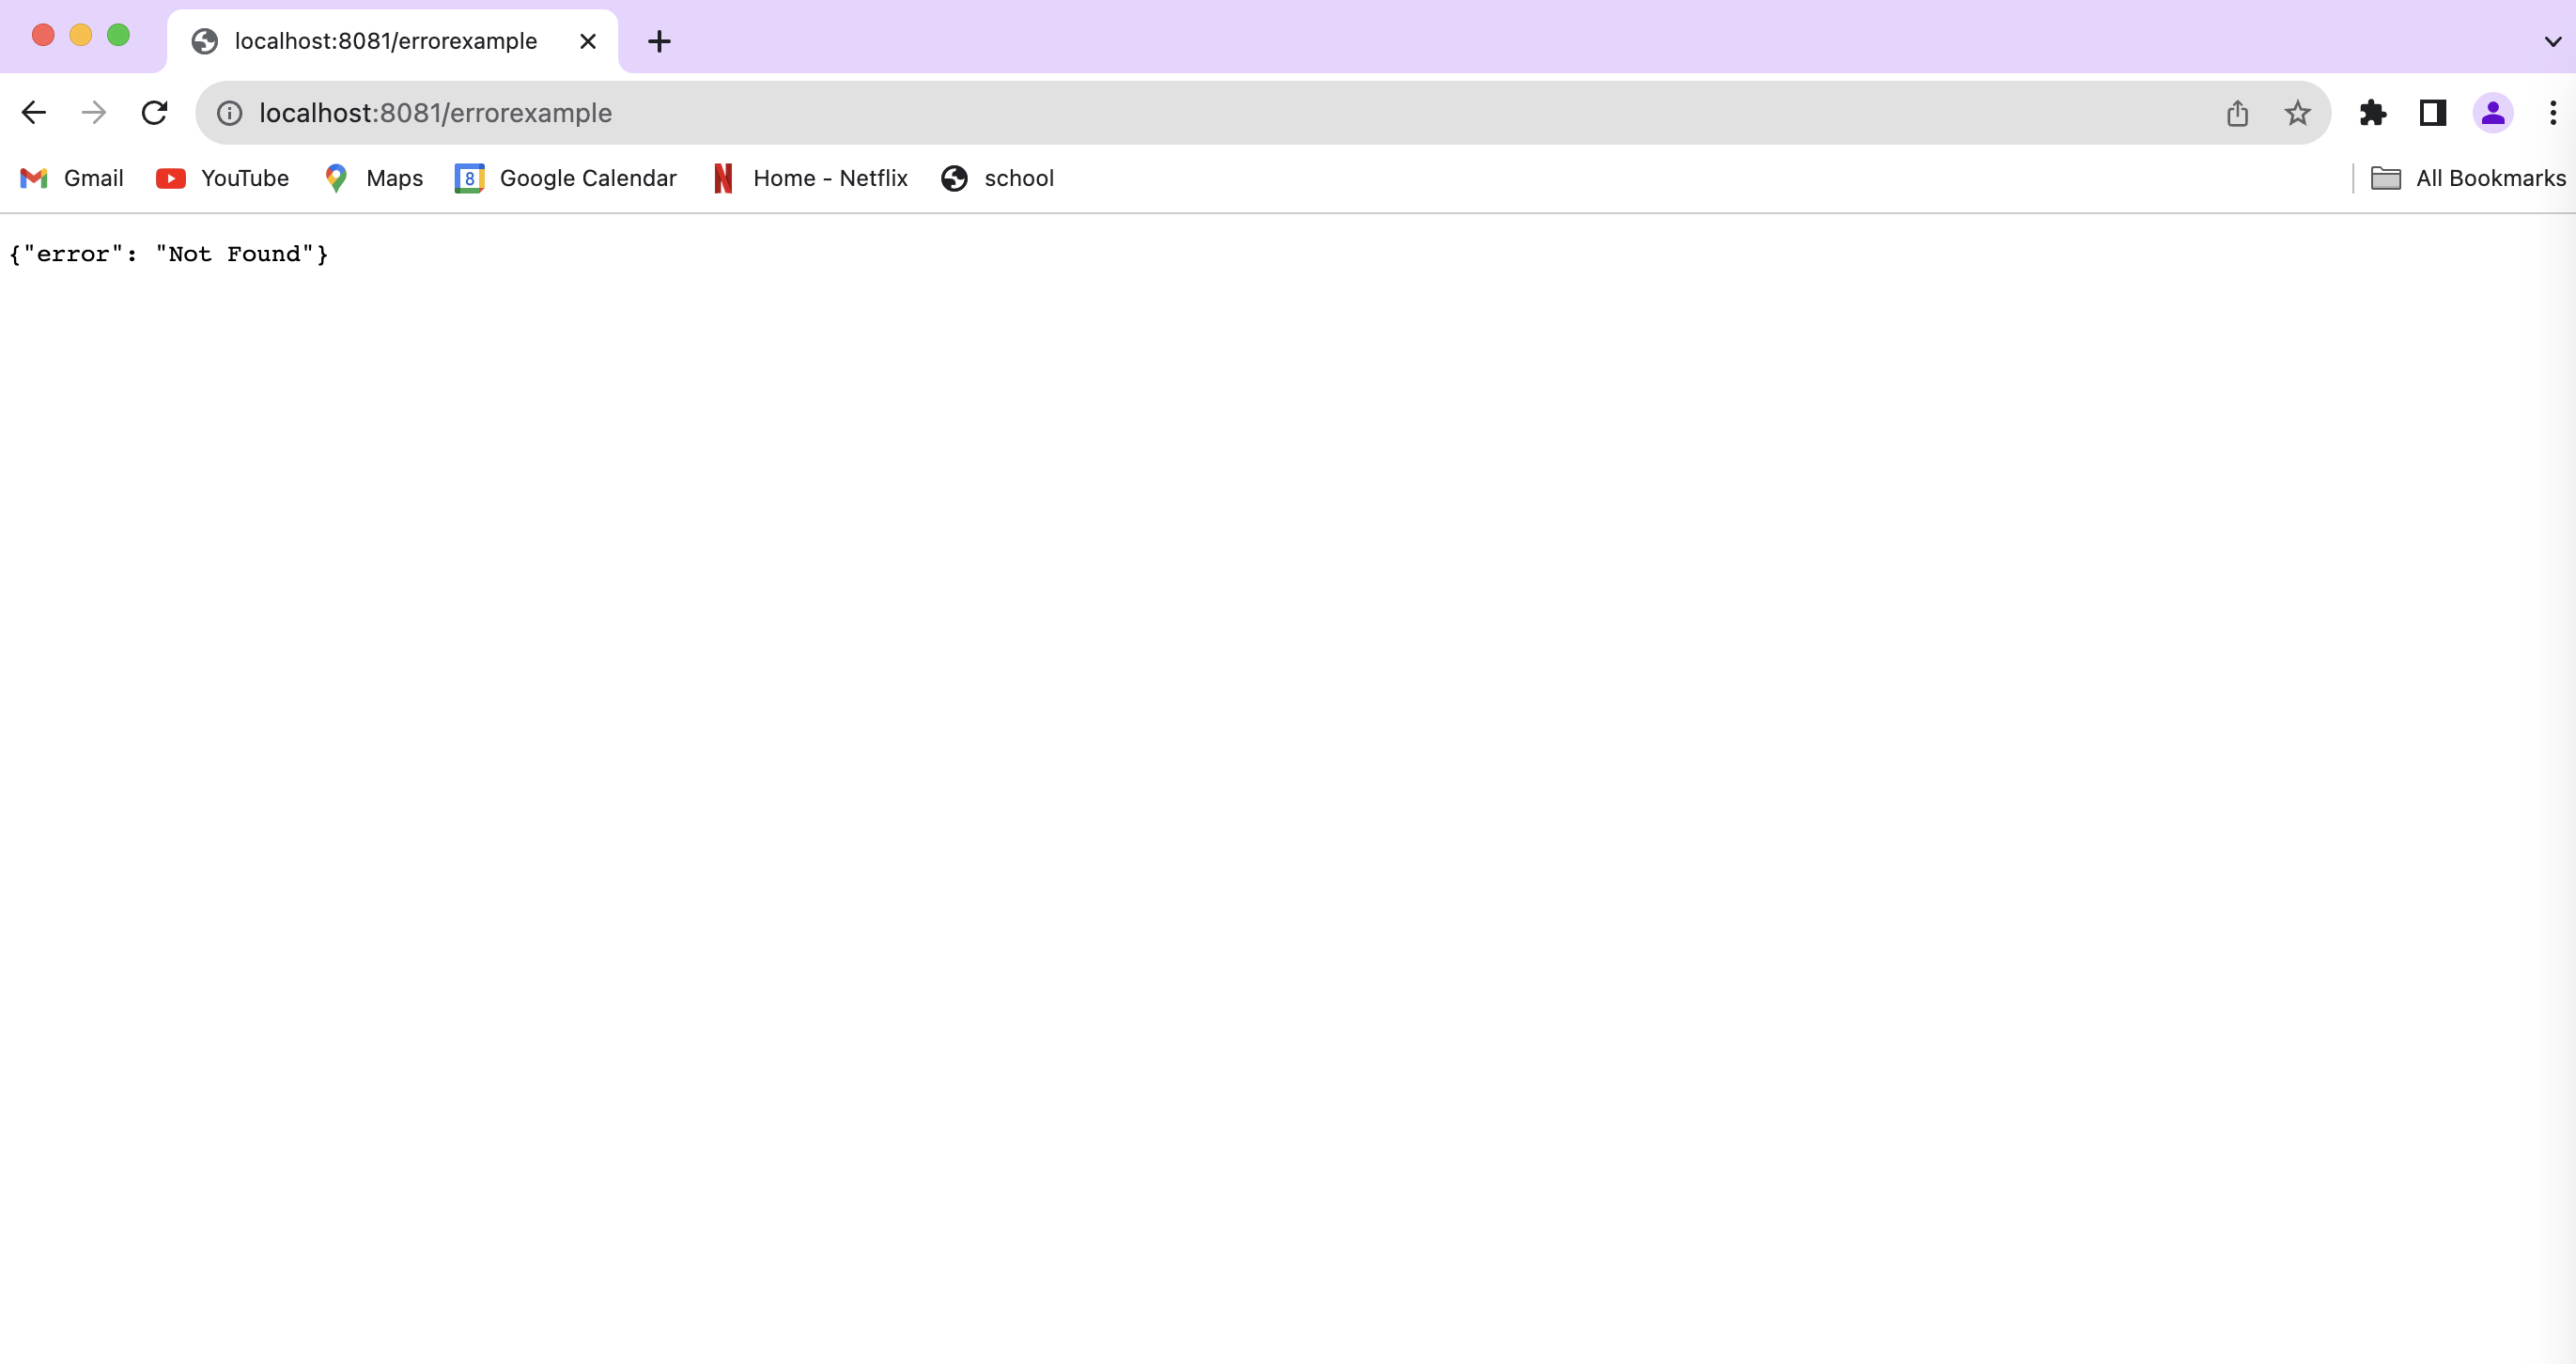 localhost:8081/errorexample
localhost:8081/errorexample
Gmail YouTube Maps 8 Google Calendar N Home - Netflix school All Bookmarks
{"error": "Not Found"}